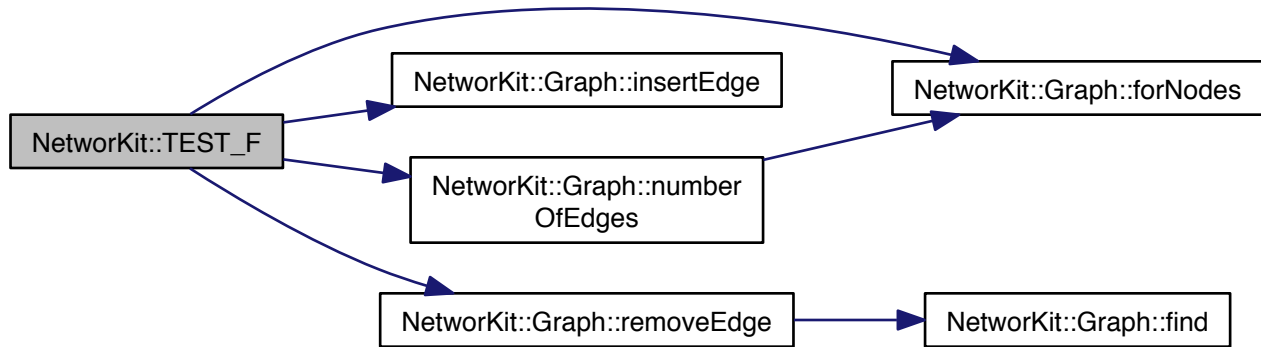 NetworKit::Graph::insertEdge
NetworKit::Graph::forNodes
NetworKit::TEST_F
NetworKit::Graph::number
OfEdges
NetworKit::Graph::removeEdge
NetworKit::Graph::find